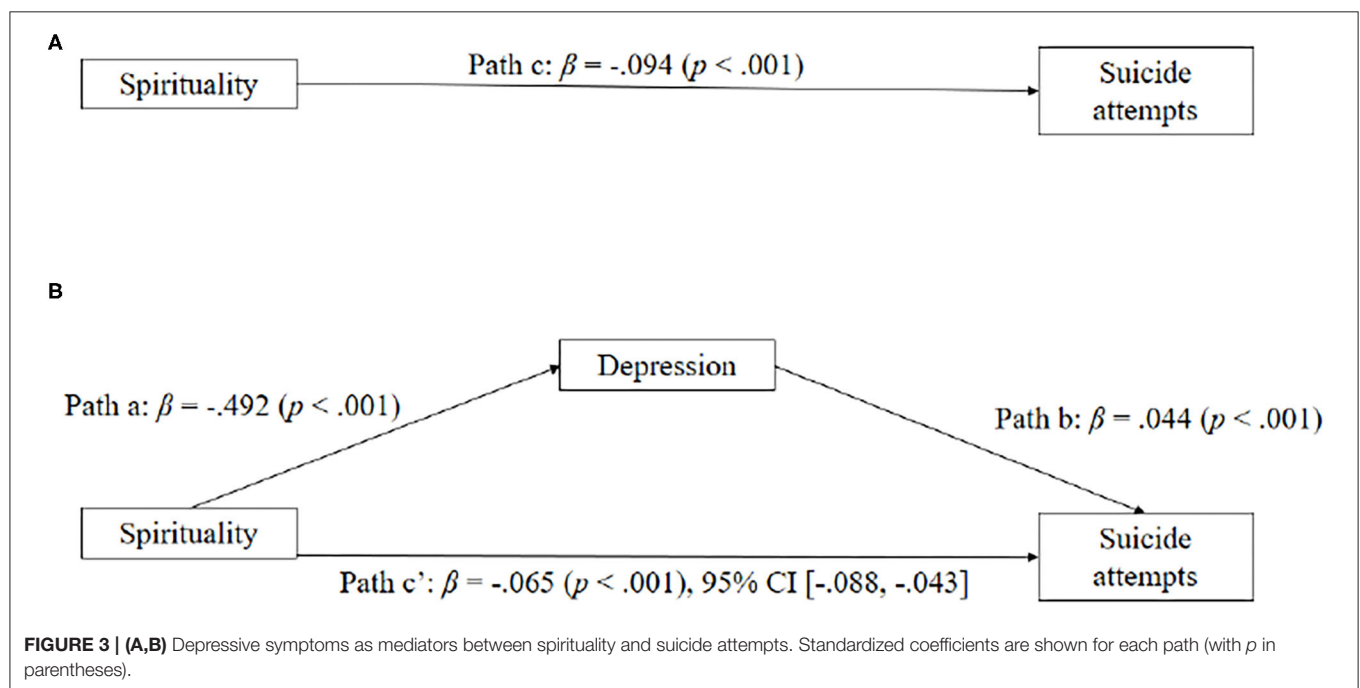 A
Path c: β = -.094 (p < .001)
Spirituality
Suicide
attempts
B
Depression
Path a: β = -.492 (p < .001)
Path b: β = .044 (p < .001)
Spirituality
Suicide
attempts
Path c’: β = -.065 (p < .001), 95% CI [-.088, -.043]
FIGURE 3 | (A,B) Depressive symptoms as mediators between spirituality and suicide attempts. Standardized coefficients are shown for each path (with p in
parentheses).